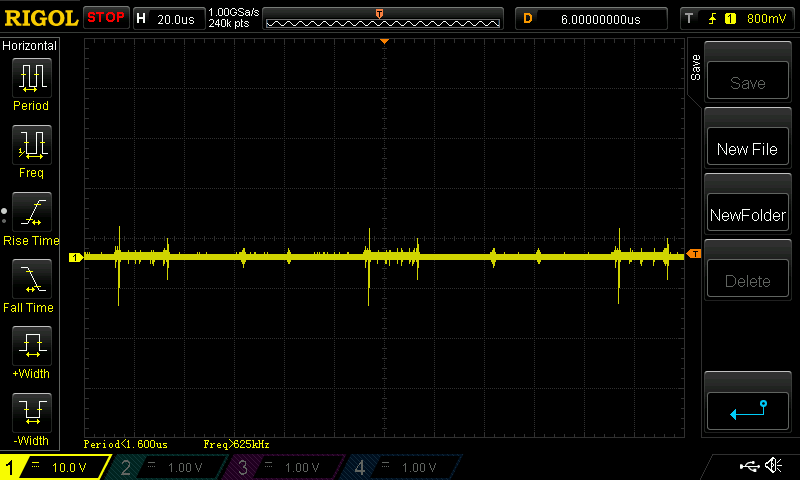 RIGOL STOP H 20.0us 1.00GSa/s 240k pts T D 6.00000000us T 1 800mV
Horizontal
Period
Freq
Rise Time
Fall Time
+Width
-Width
1
T
Period<1.600us Freq>625kHz
Save
Save
New File
NewFolder
Delete
1 10.0 V 2 1.00 V 3 1.00 V 4 1.00 V